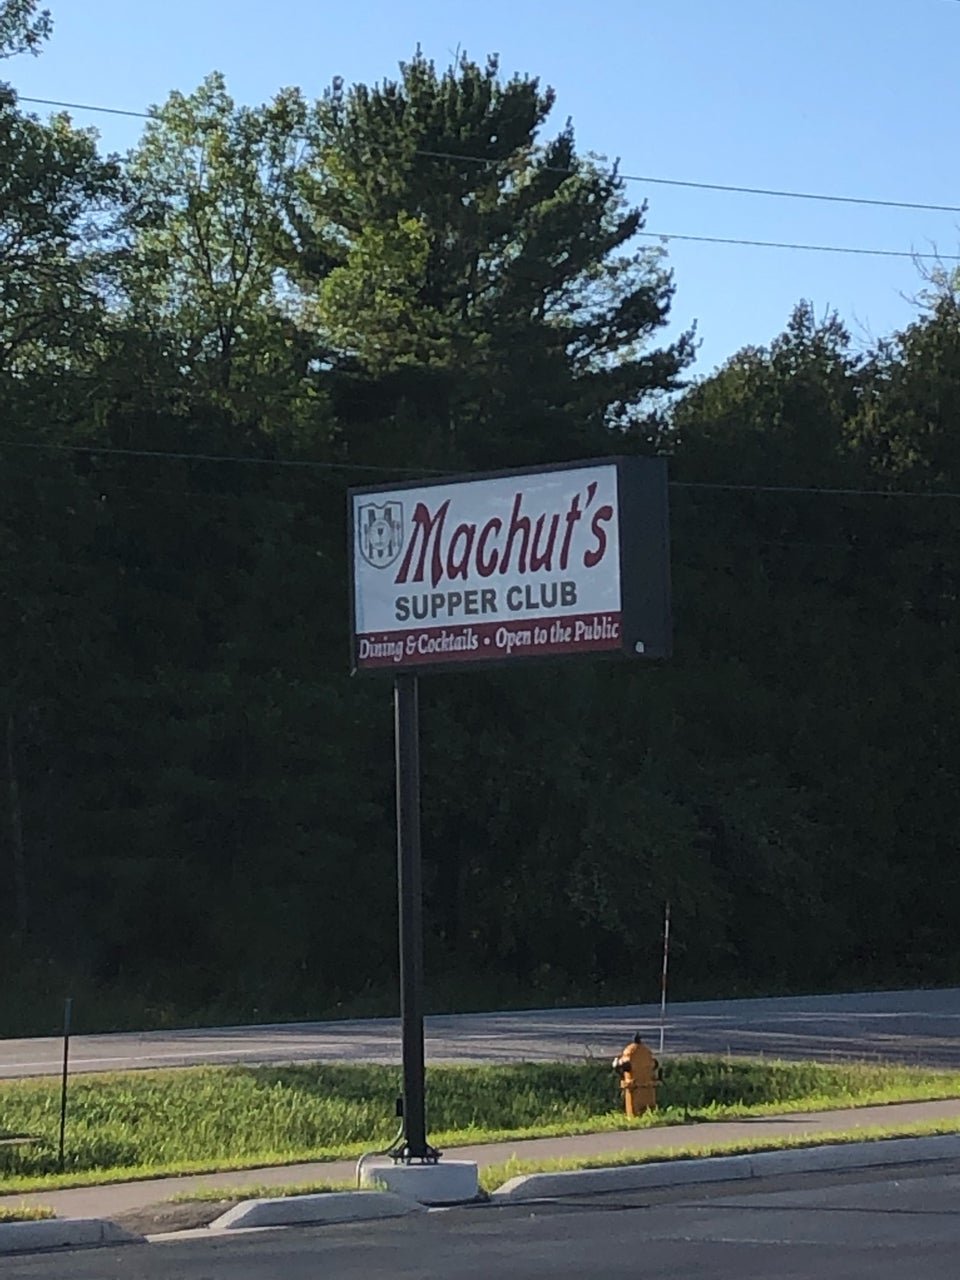 Machut's
SUPPER CLUB
Dining & Cocktails • Open to the Public